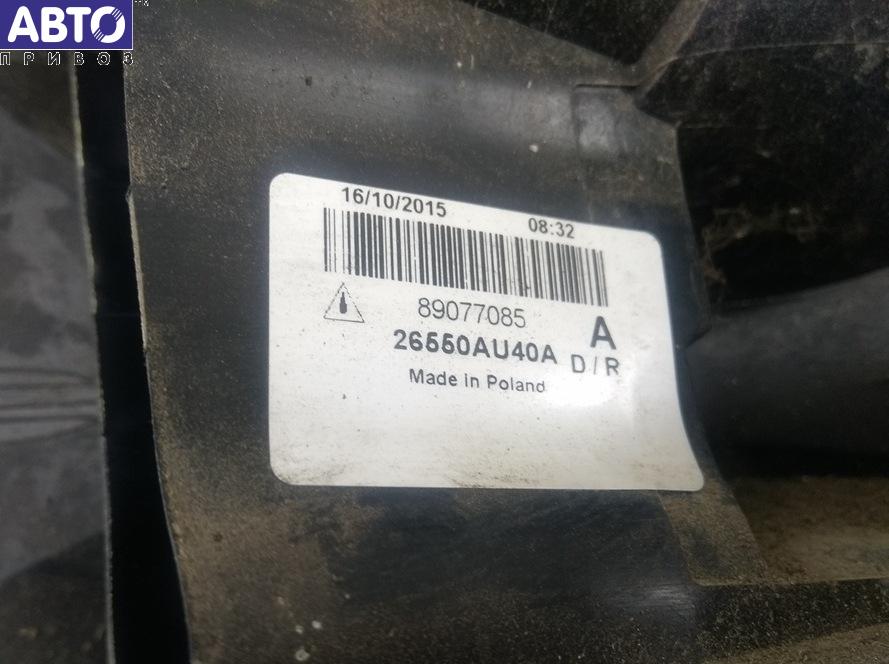 АВТО
ПРИВОЗ
16/10/2015 08:32
89077085 A
26550AU40A D/R
Made in Poland